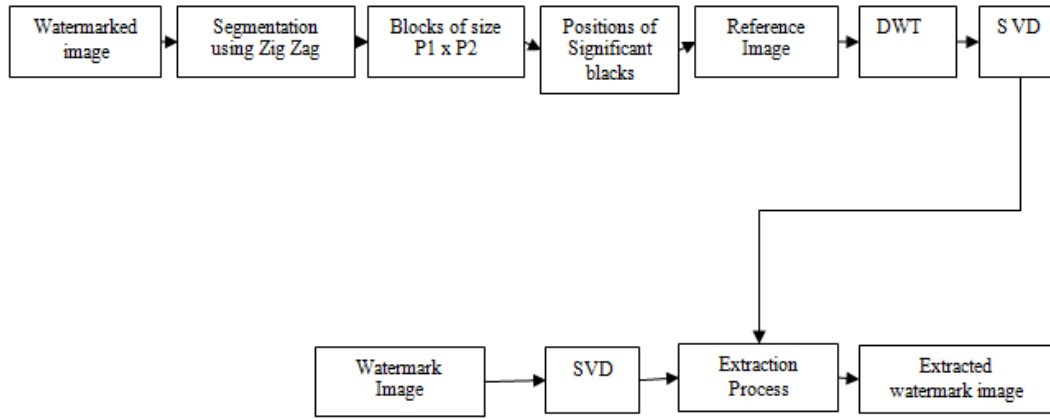 Watermarked
image
Segmentation
using Zig Zag
Blocks of size
P1 x P2
Positions of
Significant
blacks
Reference
Image
DWT
SVD
Watermark
Image
SVD
Extraction
Process
Extracted
watermark image